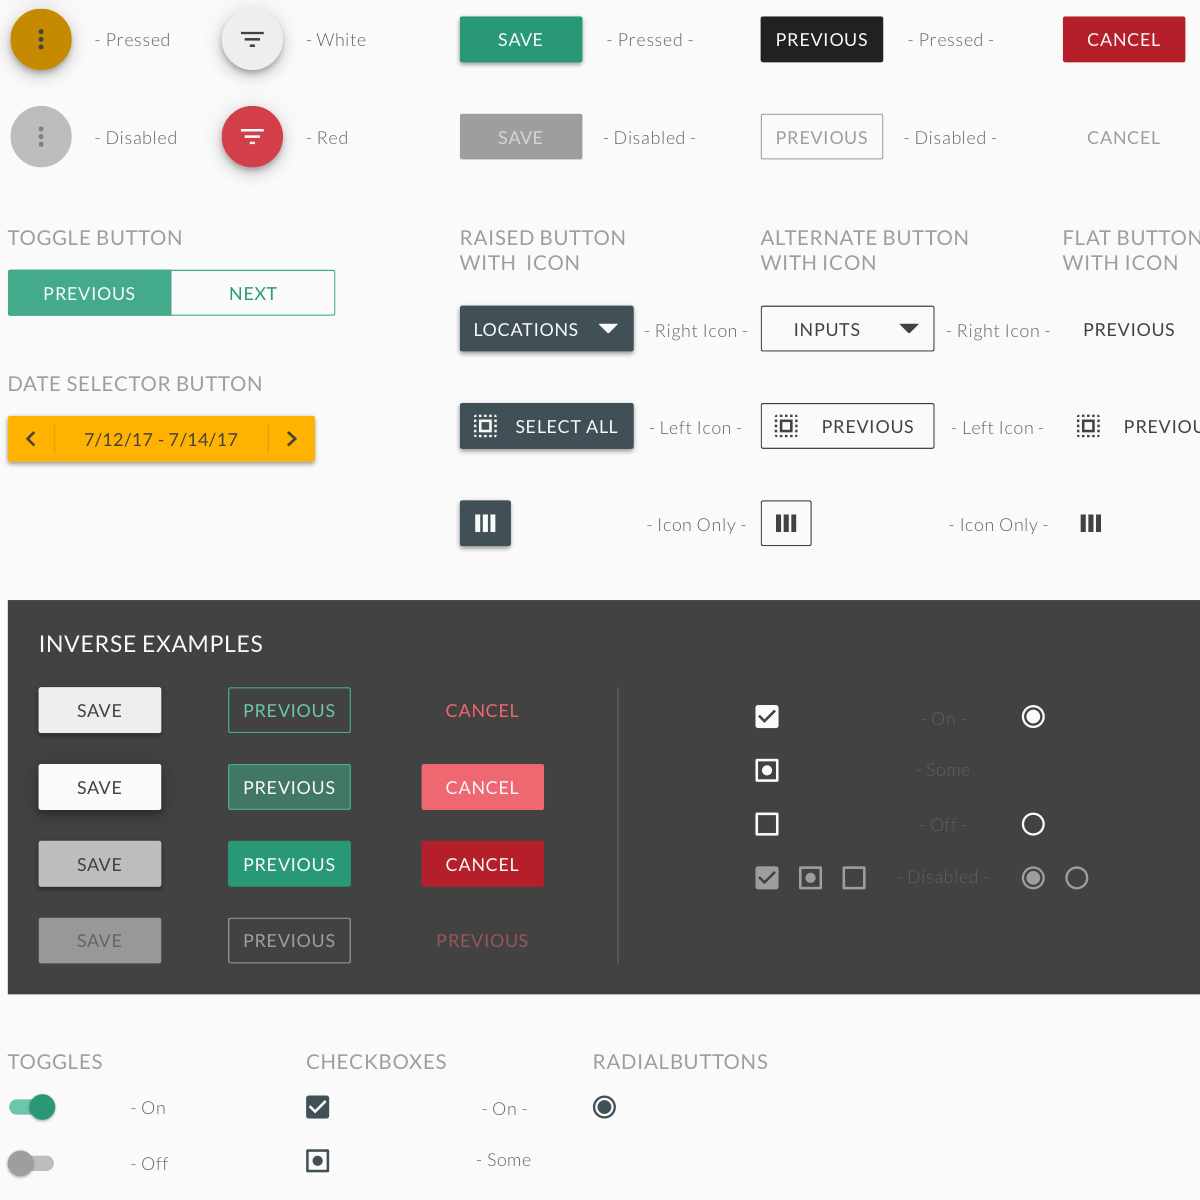 - Pressed
- White
SAVE
- Pressed -
PREVIOUS
- Pressed -
CANCEL
- Disabled
- Red
SAVE
- Disabled -
PREVIOUS
- Disabled -
CANCEL
TOGGLE BUTTON
RAISED BUTTON
WITH ICON
ALTERNATE BUTTON
WITH ICON
FLAT BUTTON
WITH ICON
PREVIOUS
NEXT
LOCATIONS
- Right Icon -
INPUTS
- Right Icon -
PREVIOUS
DATE SELECTOR BUTTON
7/12/17 - 7/14/17
SELECT ALL
- Left Icon -
PREVIOUS
- Left Icon -
PREVIOU
- Icon Only -
- Icon Only -
INVERSE EXAMPLES
SAVE
PREVIOUS
CANCEL
- On -
SAVE
PREVIOUS
CANCEL
- Some
- Off -
SAVE
PREVIOUS
CANCEL
- Disabled -
SAVE
PREVIOUS
PREVIOUS
TOGGLES
CHECKBOXES
RADIALBUTTONS
- On
- On -
- Off
- Some